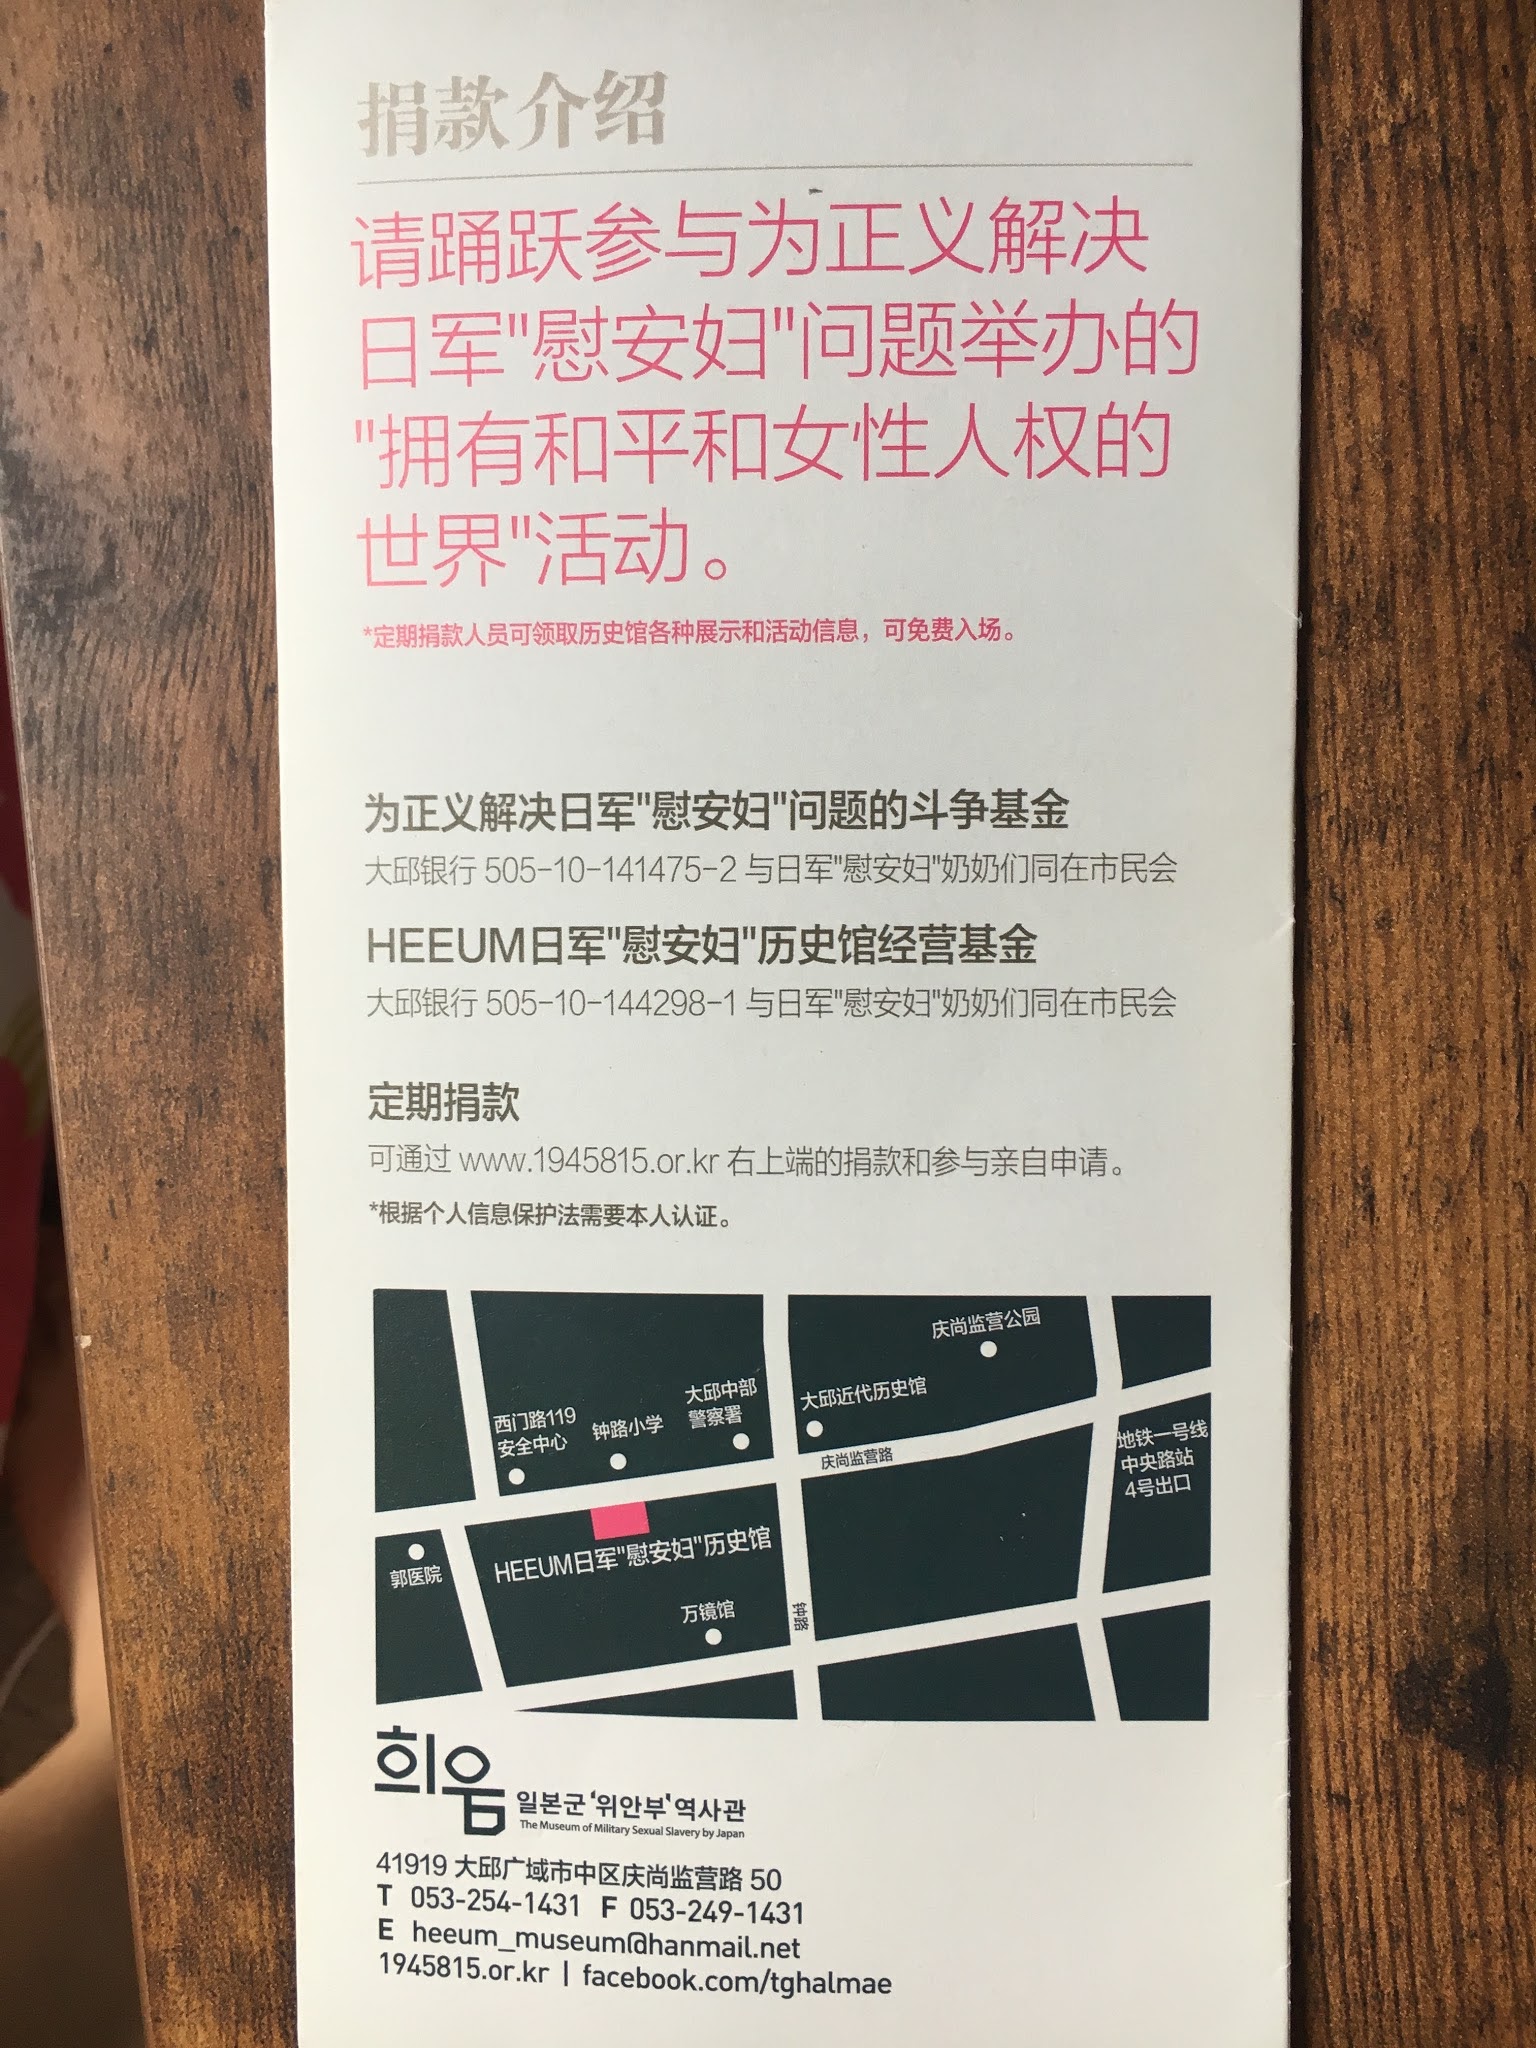 捐款介绍
请踊跃参与为正义解决
日军"慰安妇"问题举办的
"拥有和平和女性人权的
世界"活动。
*定期捐款人员可领取历史馆各种展示和活动信息，可免费入场。
为正义解决日军"慰安妇"问题的斗争基金
大邱银行 505-10-141475-2 与日军"慰安妇"奶奶们同在市民会
HEEUM日军"慰安妇"历史馆经营基金
大邱银行 505-10-144298-1 与日军"慰安妇"奶奶们同在市民会
定期捐款
可通过 www.1945815.or.kr 右上端的捐款和参与亲自申请。
*根据个人信息保护法需要本人认证。
庆尚监营公园
大邱近代历史馆
大邱中部
警察署
钟路小学
西门路119
安全中心
庆尚监营路
地铁一号线
中央路站
4号出口
HEEUM日军"慰安妇"历史馆
郭医院
万镜馆
钟路
희움
일본군 '위안부' 역사관
The Museum of Military Sexual Slavery by Japan
41919 大邱广域市中区庆尚监营路 50
T 053-254-1431 F 053-249-1431
E heeum_museum@hanmail.net
1945815.or.kr | facebook.com/tghalmae